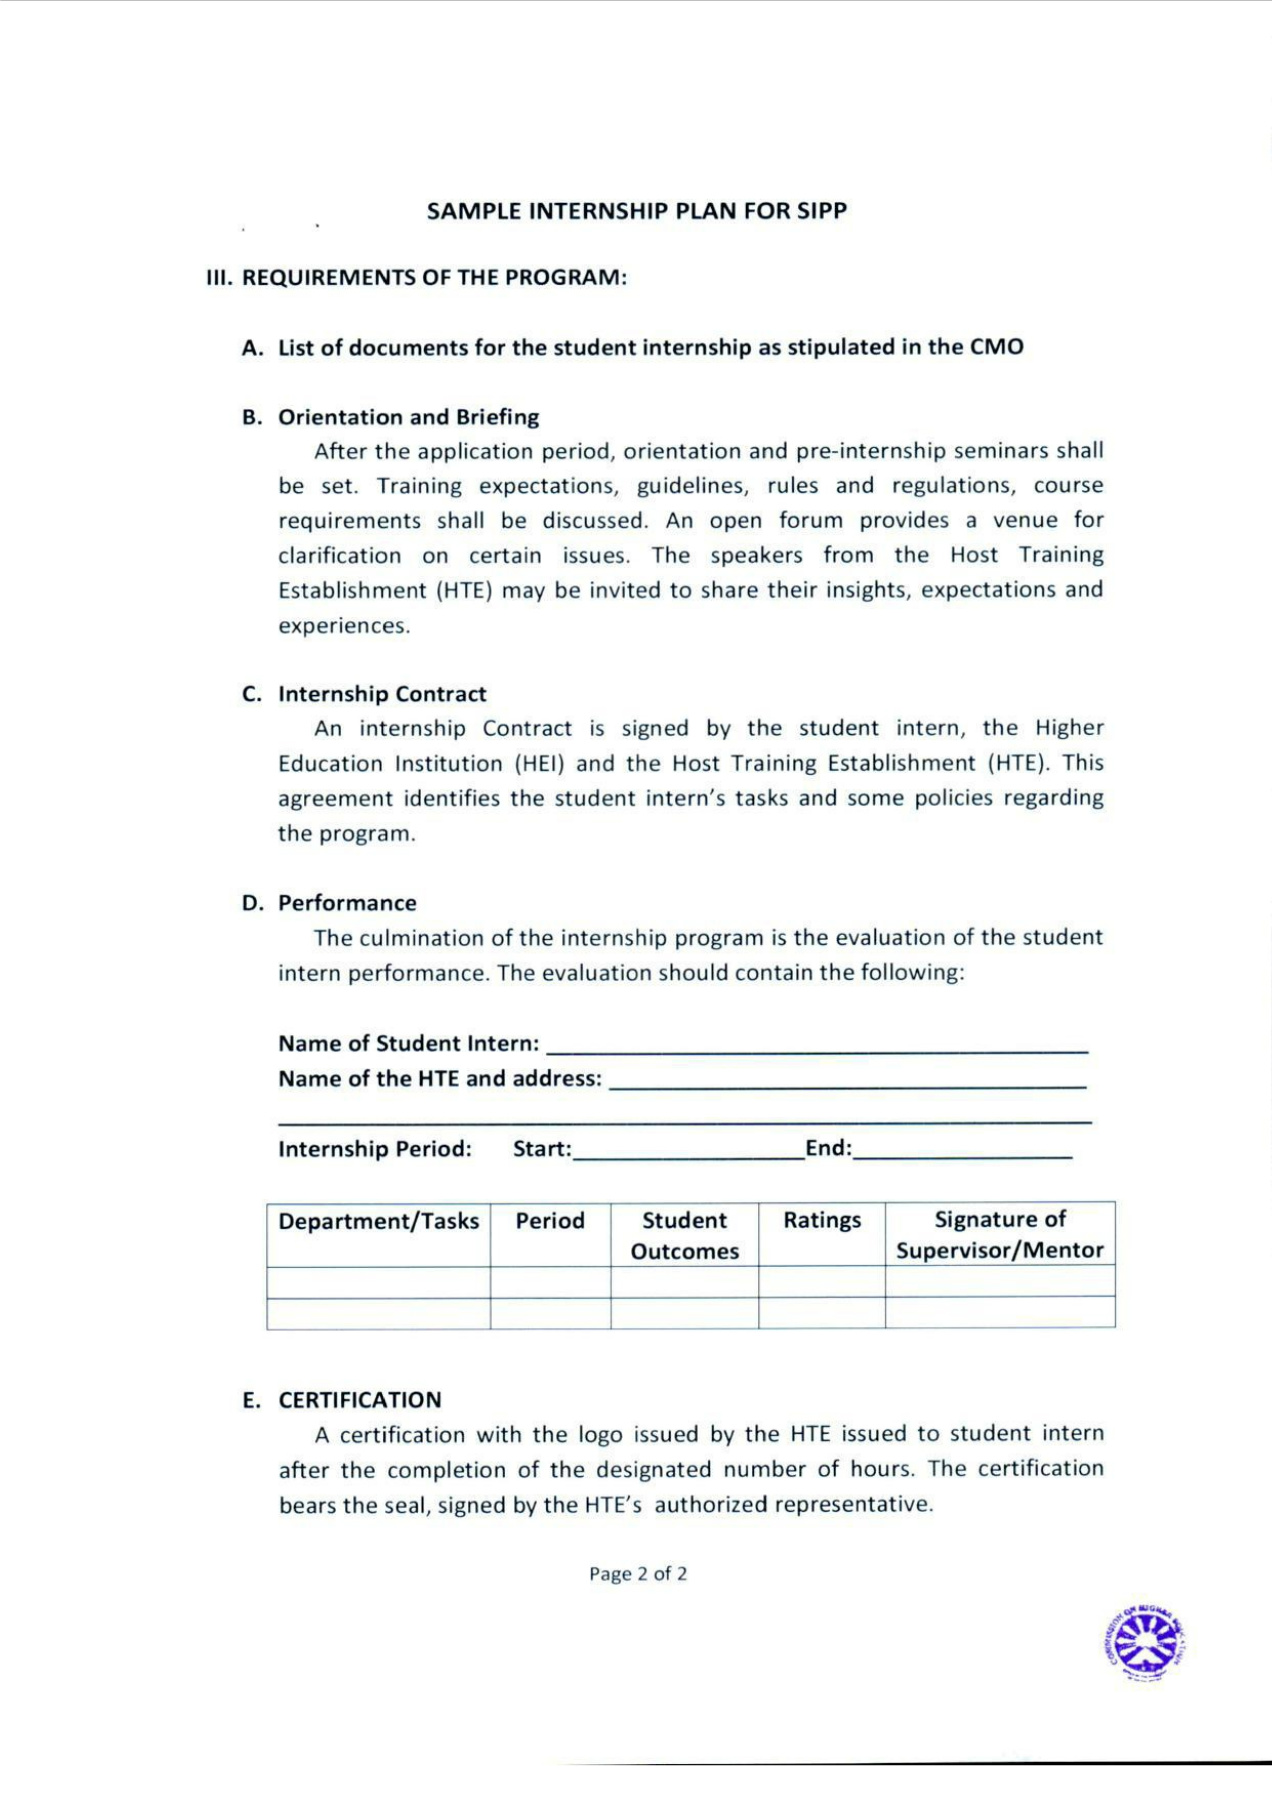 SAMPLE INTERNSHIP PLAN FOR SIPP
III. REQUIREMENTS OF THE PROGRAM:
A. List of documents for the student internship as stipulated in the CMO
B. Orientation and Briefing
After the application period, orientation and pre-internship seminars shall
be set. Training expectations, guidelines, rules and regulations, course
requirements shall be discussed. An open forum provides a venue for
clarification on certain issues. The speakers from the Host Training
Establishment (HTE) may be invited to share their insights, expectations and
experiences.
C. Internship Contract
An internship Contract is signed by the student intern, the Higher
Education Institution (HEI) and the Host Training Establishment (HTE). This
agreement identifies the student intern's tasks and some policies regarding
the program.
D. Performance
The culmination of the internship program is the evaluation of the student
intern performance. The evaluation should contain the following:
Name of Student Intern:
Name of the HTE and address:
Internship Period: Start: End:
Department/Tasks Period Student Ratings Signature of
Outcomes Supervisor/Mentor
E. CERTIFICATION
A certification with the logo issued by the HTE issued to student intern
after the completion of the designated number of hours. The certification
bears the seal, signed by the HTE's authorized representative.
Page 2 of 2
COMMISSION ON HIGHER EDUCATION